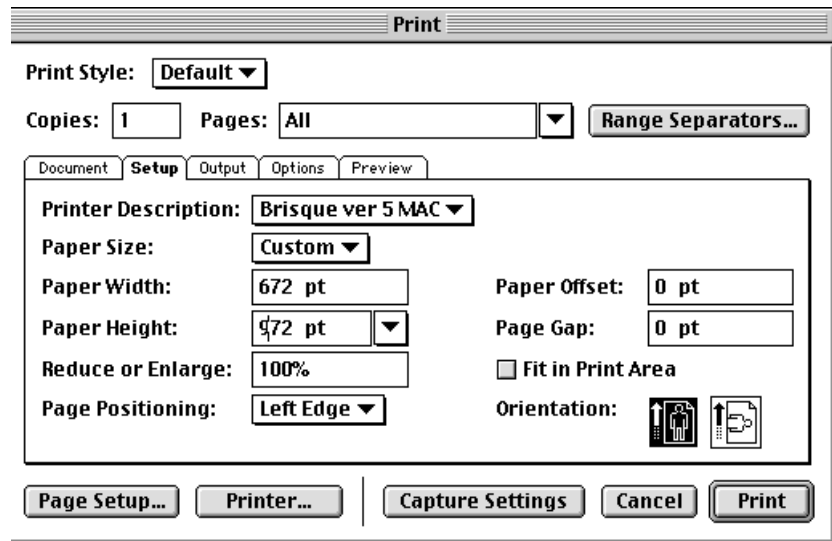 Print
Print Style: Default
Copies: 1 Pages: All Range Separators...
Document Setup Output Options Preview
Printer Description: Brisque ver 5 MAC
Paper Size: Custom
Paper Width: 672 pt Paper Offset: 0 pt
Paper Height: 972 pt Page Gap: 0 pt
Reduce or Enlarge: 100% Fit in Print Area
Page Positioning: Left Edge Orientation:
Page Setup... Printer... Capture Settings Cancel Print